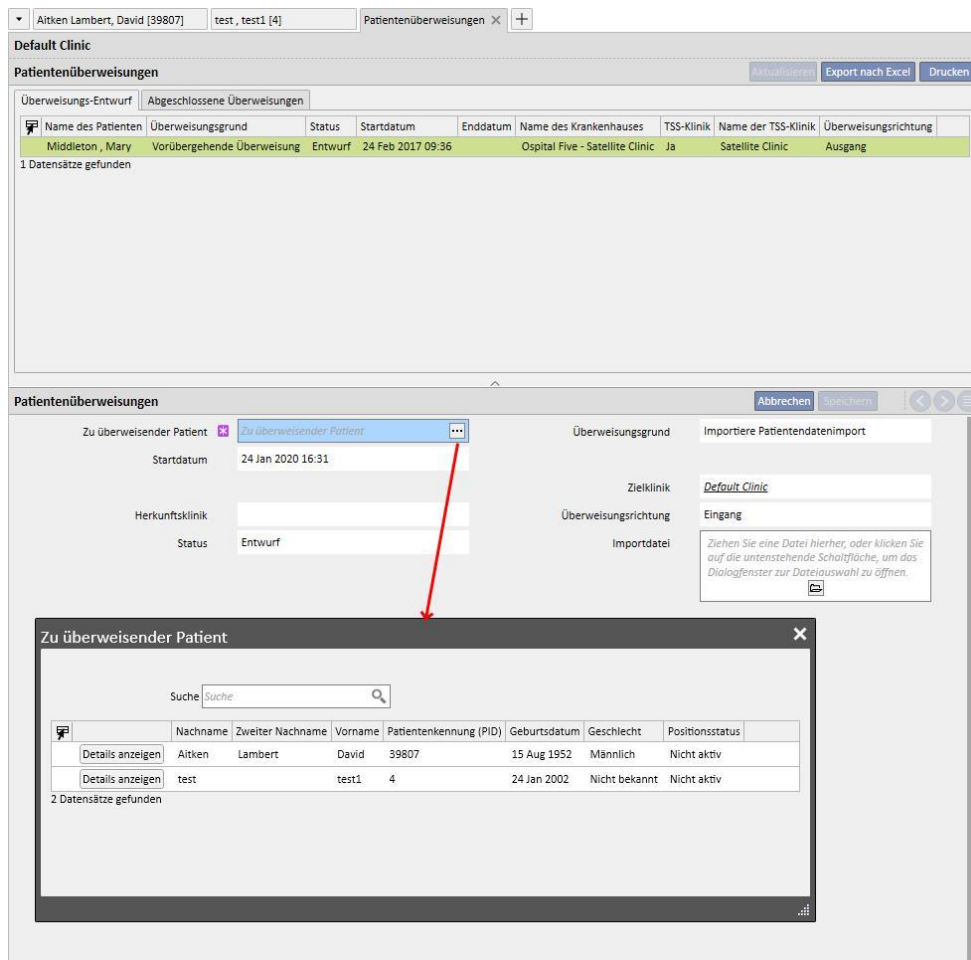 Aitken Lambert, David [39807] test , test1 [4] Patientenüberweisungen
Default Clinic
Patientenüberweisungen Aktualisieren Export nach Excel Drucken
Überweisungs-Entwurf Abgeschlossene Überweisungen
Name des Patienten Überweisungsgrund Status Startdatum Enddatum Name des Krankenhauses TSS-Klinik Name der TSS-Klinik Überweisungsrichtung
Middleton , Mary Vorübergehende Überweisung Entwurf 24 Feb 2017 09:36 Ospital Five - Satellite Clinic Ja Satellite Clinic Ausgang
1 Datensätze gefunden
Patientenüberweisungen Abbrechen Speichern
Zu überweisender Patient Zu überweisender Patient ... Überweisungsgrund Importiere Patientendatenimport
Startdatum 24 Jan 2020 16:31
Zielklinik Default Clinic
Herkunftsklinik Überweisungsrichtung Eingang
Status Entwurf Importdatei Ziehen Sie eine Datei hierher, oder klicken Sie
auf die untenstehende Schaltfläche, um das
Dialogfenster zur Dateiauswahl zu öffnen.
Zu überweisender Patient
Suche Suche
Nachname Zweiter Nachname Vorname Patientenkennung (PID) Geburtsdatum Geschlecht Positionsstatus
Details anzeigen Aitken Lambert David 39807 15 Aug 1952 Männlich Nicht aktiv
Details anzeigen test test1 4 24 Jan 2002 Nicht bekannt Nicht aktiv
2 Datensätze gefunden